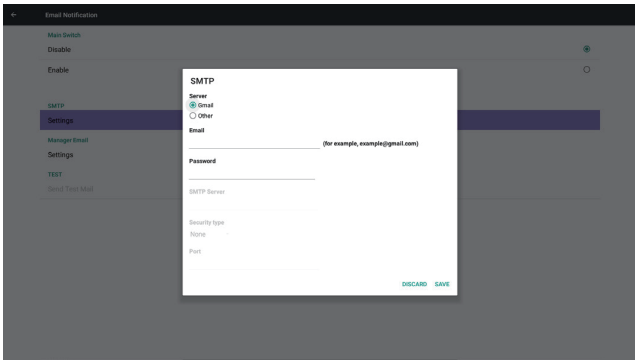 Email Notification
Main Switch
Disable
Enable
SMTP
Settings
Manager Email
Settings
TEST
Send Test Mail
SMTP
Server
Gmail
Other
Email
(for example, example@gmail.com)
Password
SMTP Server
Security type
None
Port
DISCARD SAVE